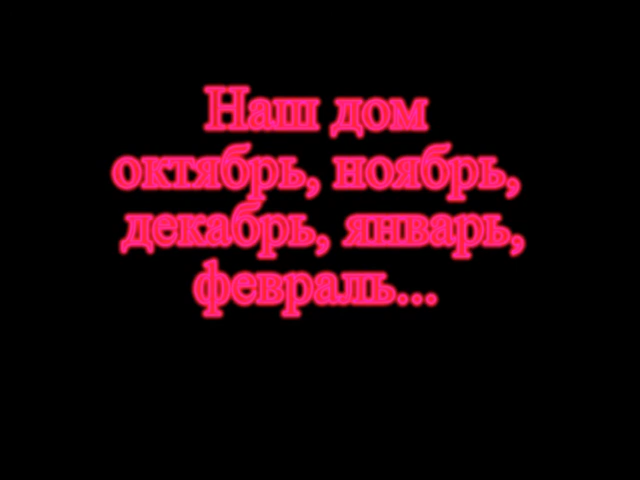 Наш дом
октябрь, ноябрь,
декабрь, январь,
февраль...